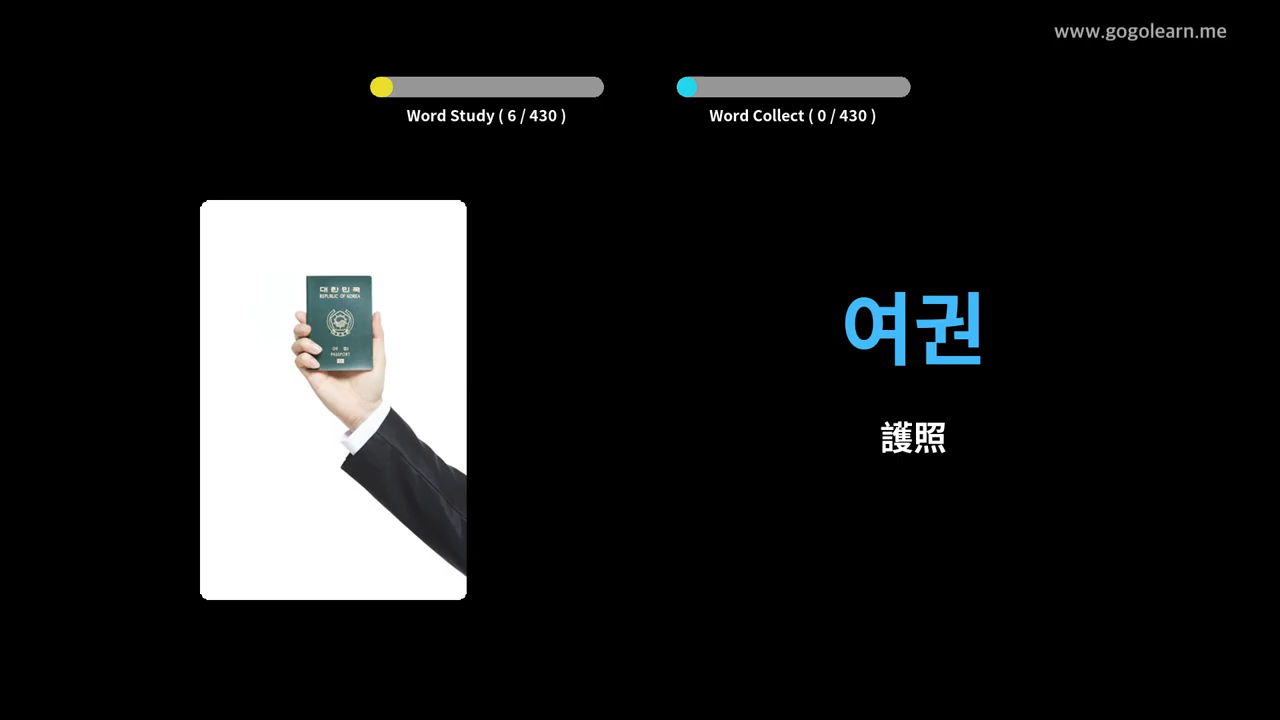 www.gogolearn.me
Word Study ( 6 / 430 )
Word Collect ( 0 / 430 )
대한민국
REPUBLIC OF KOREA
여권
PASSPORT
여권
護照